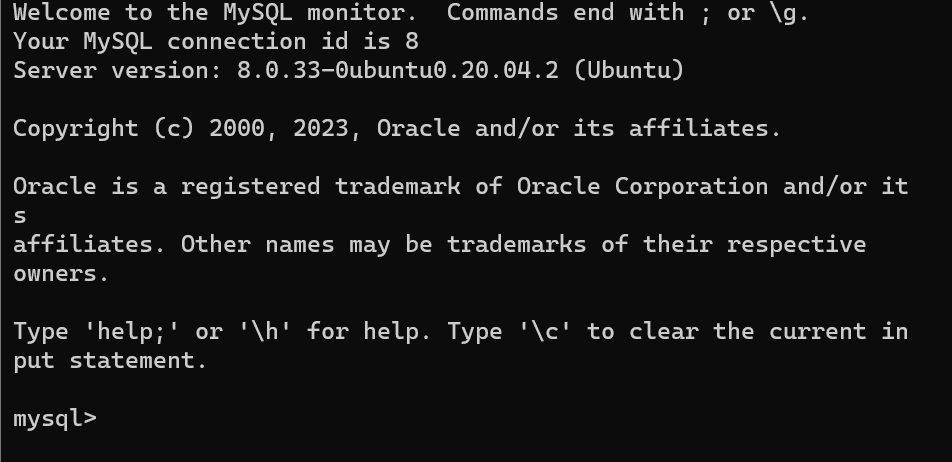 Welcome to the MySQL monitor.  Commands end with ; or \g.
Your MySQL connection id is 8
Server version: 8.0.33-0ubuntu0.20.04.2 (Ubuntu)
Copyright (c) 2000, 2023, Oracle and/or its affiliates.
Oracle is a registered trademark of Oracle Corporation and/or it
s
affiliates. Other names may be trademarks of their respective
owners.
Type 'help;' or '\h' for help. Type '\c' to clear the current in
put statement.
mysql>